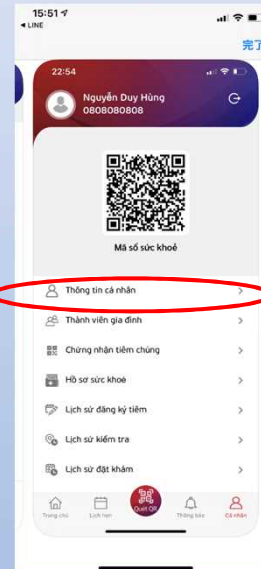 15:51
◀ LINE
完了
22:54
Nguyễn Duy Hùng
0808080808
Mã số sức khoẻ
Thông tin cá nhân
Thành viên gia đình
Chứng nhận tiêm chủng
Hồ sơ sức khoẻ
Lịch sử đăng ký tiêm
Lịch sử kiểm tra
Lịch sử đặt khám
Trang chủ
Lịch hẹn
Quét QR
Thông báo
Cá nhân